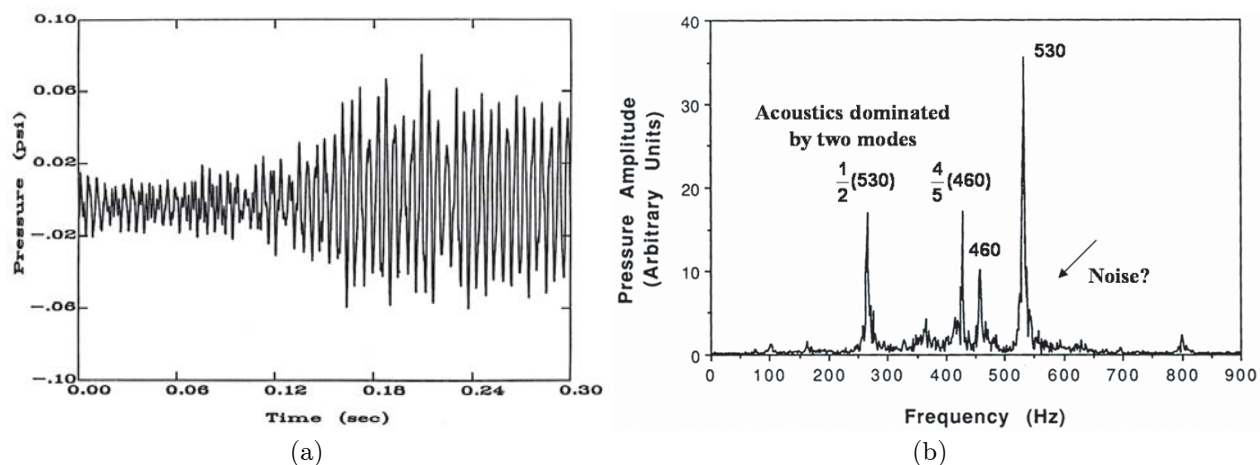 0.10
0.06
0.02
−0.02
−0.06
−.10
Pressure (psi)
0.00 0.06 0.12 0.18 0.24 0.30
Time (sec)
(a)
40
30
20
10
0
Pressure Amplitude
(Arbitrary Units)
530
Acoustics dominated
by two modes
1/2(530)
4/5(460)
460
Noise?
0 100 200 300 400 500 600 700 800 900
Frequency (Hz)
(b)